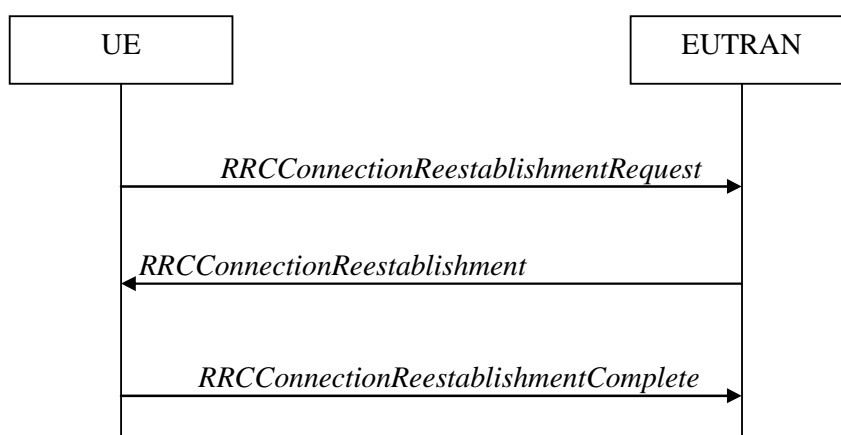 UE
EUTRAN
RRCConnectionReestablishmentRequest
RRCConnectionReestablishment
RRCConnectionReestablishmentComplete